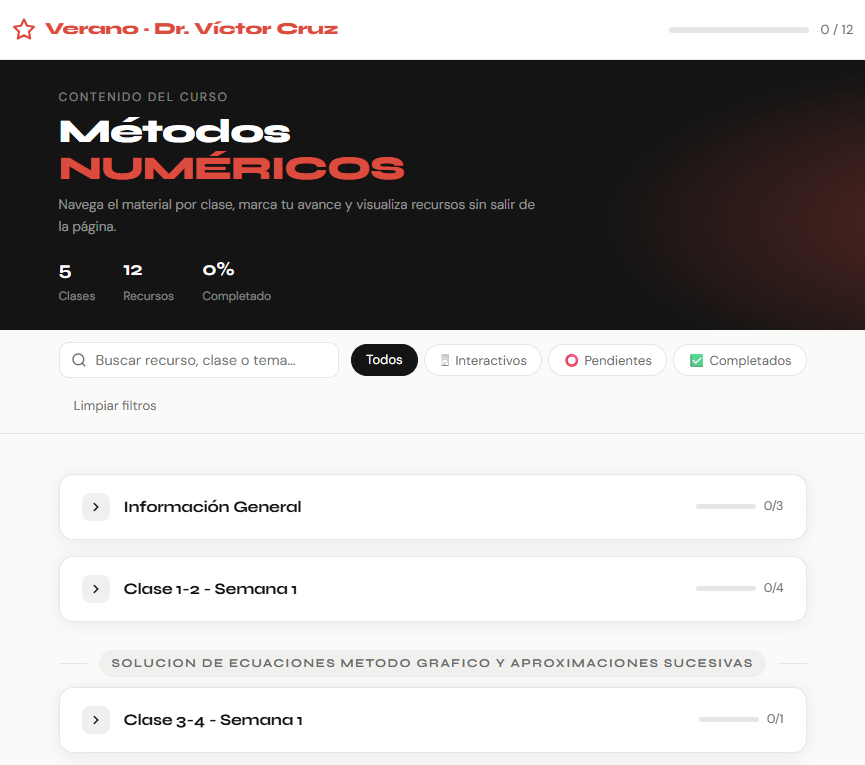 Verano - Dr. Víctor Cruz
0 / 12
CONTENIDO DEL CURSO
Métodos
NUMÉRICOS
Navega el material por clase, marca tu avance y visualiza recursos sin salir de
la página.
5 12 0%
Clases Recursos Completado
Buscar recurso, clase o tema...
Todos
Interactivos
Pendientes
Completados
Limpiar filtros
Información General
0/3
Clase 1-2 - Semana 1
0/4
SOLUCION DE ECUACIONES METODO GRAFICO Y APROXIMACIONES SUCESIVAS
Clase 3-4 - Semana 1
0/1